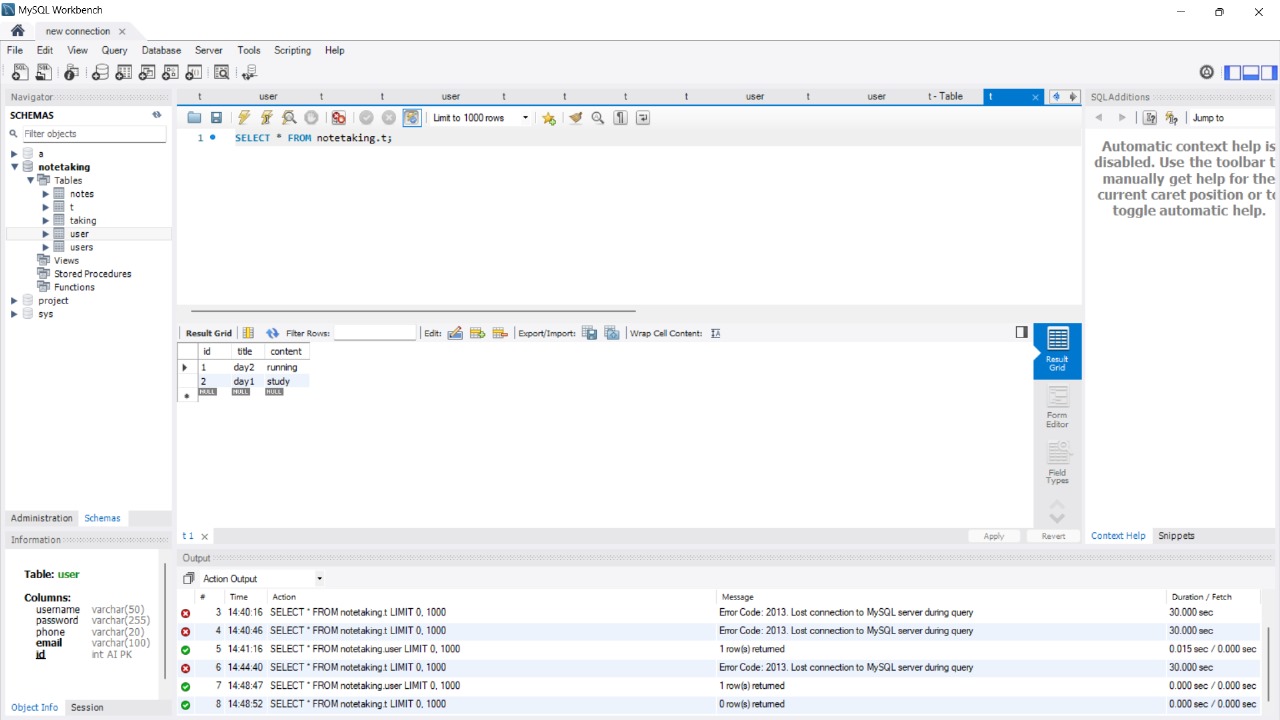 MySQL Workbench
new connection
File Edit View Query Database Server Tools Scripting Help
Navigator
SCHEMAS
Filter objects
a
notetaking
Tables
notes
t
taking
user
users
Views
Stored Procedures
Functions
project
sys
Administration Schemas
Information
Table: user
Columns:
username varchar(50)
password varchar(255)
phone varchar(20)
email varchar(100)
id int AI PK
Object Info Session
t user t t user t t t t user t user t - Table t
Limit to 1000 rows
1 SELECT * FROM notetaking.t;
Result Grid Filter Rows: Edit: Export/Import: Wrap Cell Content:
id title content
1 day2 running
2 day1 study
NULL NULL NULL
Result
Grid
Form
Editor
Field
Types
t 1 Apply Revert
SQLAdditions
Jump to
Automatic context help is
disabled. Use the toolbar t
manually get help for the
current caret position or to
toggle automatic help.
Context Help Snippets
Output
Action Output
# Time Action Message Duration / Fetch
3 14:40:16 SELECT * FROM notetaking.t LIMIT 0, 1000 Error Code: 2013. Lost connection to MySQL server during query 30.000 sec
4 14:40:46 SELECT * FROM notetaking.t LIMIT 0, 1000 Error Code: 2013. Lost connection to MySQL server during query 30.000 sec
5 14:41:16 SELECT * FROM notetaking.user LIMIT 0, 1000 1 row(s) returned 0.015 sec / 0.000 sec
6 14:44:40 SELECT * FROM notetaking.t LIMIT 0, 1000 Error Code: 2013. Lost connection to MySQL server during query 30.000 sec
7 14:48:47 SELECT * FROM notetaking.user LIMIT 0, 1000 1 row(s) returned 0.000 sec / 0.000 sec
8 14:48:52 SELECT * FROM notetaking.t LIMIT 0, 1000 0 row(s) returned 0.000 sec / 0.000 sec